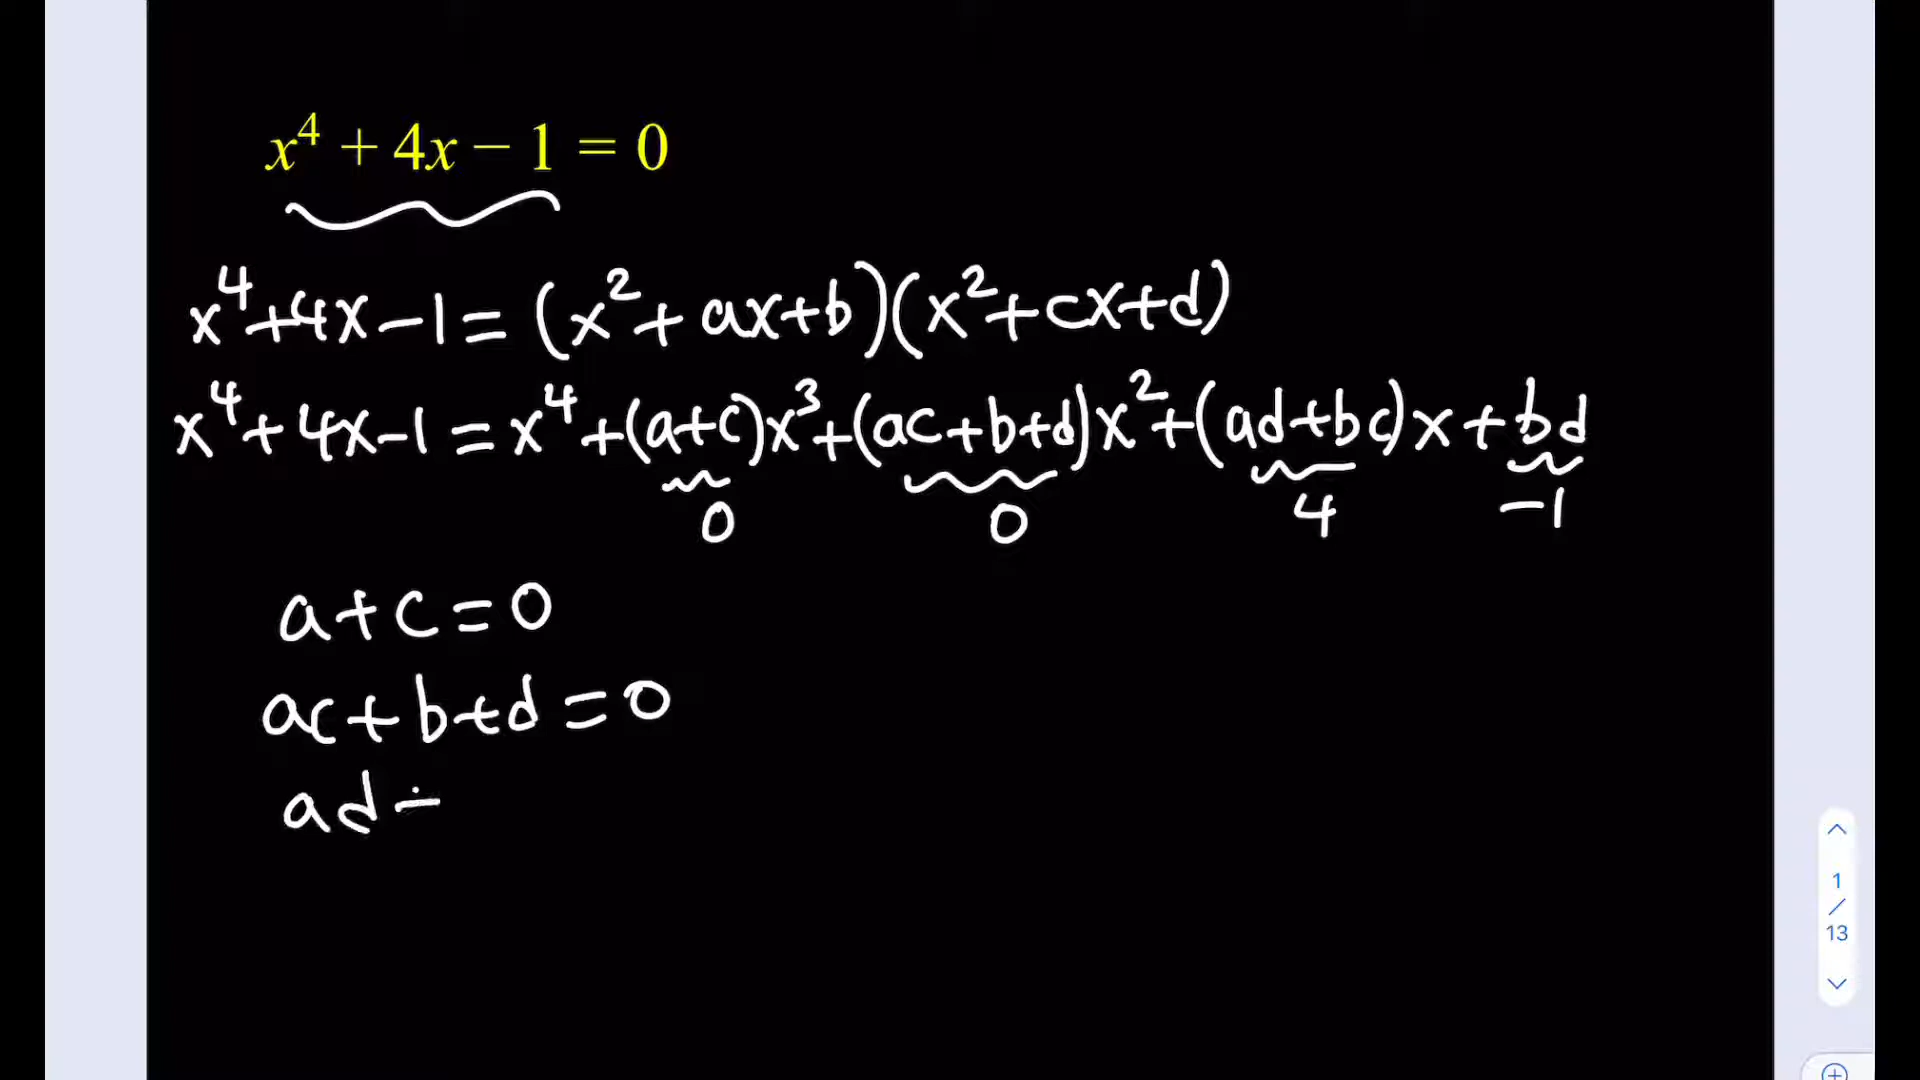 x⁴ + 4x − 1 = 0
x⁴+4x−1 = (x²+ax+b)(x²+cx+d)
x⁴+4x−1 = x⁴+(a+c)x³+(ac+b+d)x²+(ad+bc)x+bd
0 0 4 −1
a+c=0
ac+b+d=0
ad
1
/
13